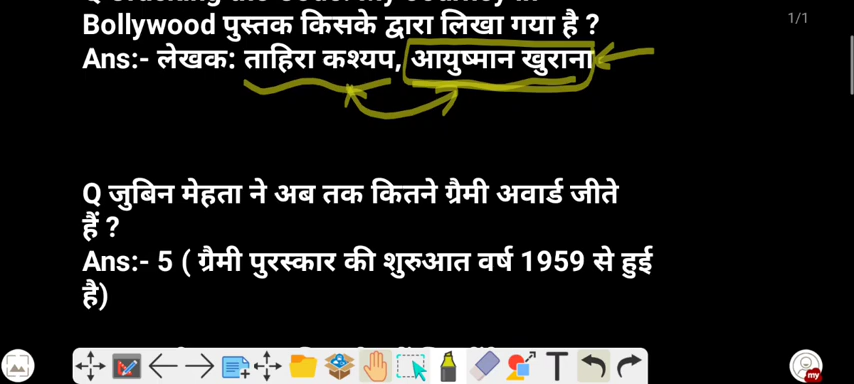 Bollywood पुस्तक किसके द्वारा लिखा गया है ?
Ans:- लेखक: ताहिरा कश्यप, आयुष्मान खुराना
Q जुबिन मेहता ने अब तक कितने ग्रैमी अवार्ड जीते
हैं ?
Ans:- 5 ( ग्रैमी पुरस्कार की शुरुआत वर्ष 1959 से हुई
है)
1/1
T
my